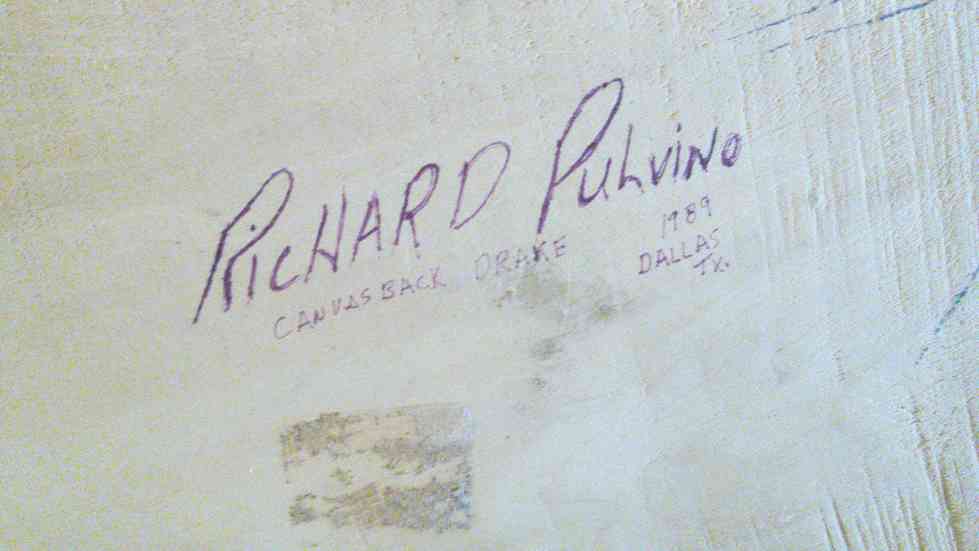 RiCHARD PULViNO
CANVASBACK DRAKE
1989
DALLAS
TX.